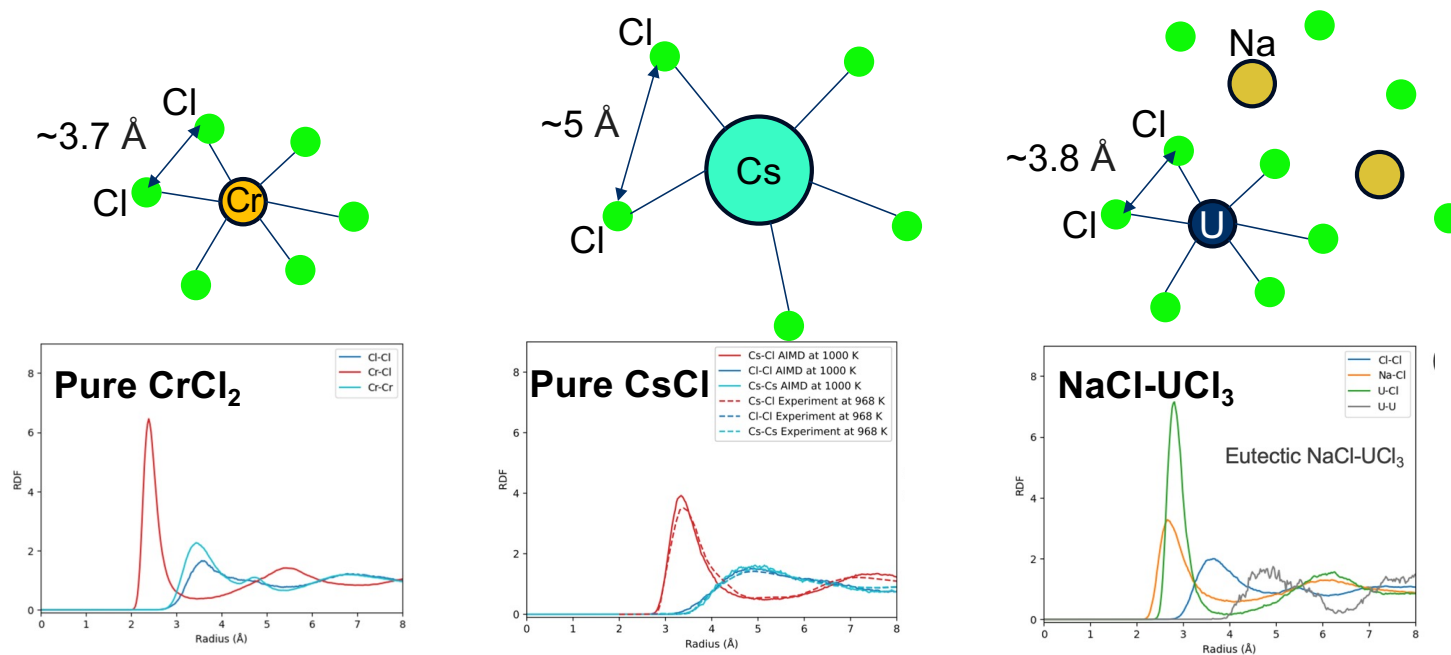 Cl
~3.7 Å
Cl
Cr
Cl
~5 Å
Cs
Cl
Na
Cl
~3.8 Å
Cl
U
Pure CrCl₂
Cl-Cl
Cr-Cl
Cr-Cr
RDF
8
6
4
2
0
0 1 2 3 4 5 6 7 8
Radius (Å)
Pure CsCl
Cs-Cl AIMD at 1000 K
Cl-Cl AIMD at 1000 K
Cs-Cs AIMD at 1000 K
Cs-Cl Experiment at 968 K
Cl-Cl Experiment at 968 K
Cs-Cs Experiment at 968 K
RDF
8
6
4
2
0
0 1 2 3 4 5 6 7 8
Radius (Å)
NaCl-UCl₃
Cl-Cl
Na-Cl
U-Cl
U-U
Eutectic NaCl-UCl₃
RDF
8
6
4
2
0
0 1 2 3 4 5 6 7 8
Radius (Å)